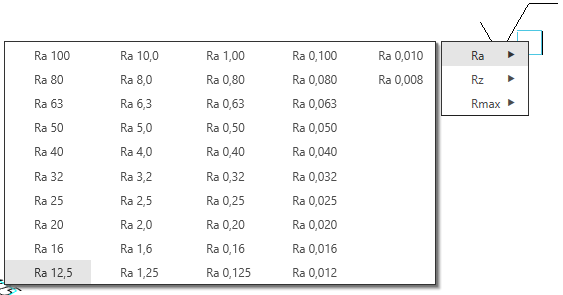 Ra 100 Ra 10,0 Ra 1,00 Ra 0,100 Ra 0,010 Ra
Ra 80 Ra 8,0 Ra 0,80 Ra 0,080 Ra 0,008 Rz
Ra 63 Ra 6,3 Ra 0,63 Ra 0,063 Rmax
Ra 50 Ra 5,0 Ra 0,50 Ra 0,050
Ra 40 Ra 4,0 Ra 0,40 Ra 0,040
Ra 32 Ra 3,2 Ra 0,32 Ra 0,032
Ra 25 Ra 2,5 Ra 0,25 Ra 0,025
Ra 20 Ra 2,0 Ra 0,20 Ra 0,020
Ra 16 Ra 1,6 Ra 0,16 Ra 0,016
Ra 12,5 Ra 1,25 Ra 0,125 Ra 0,012